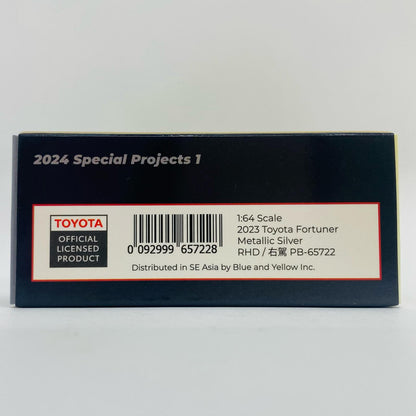 2024 Special Projects 1
TOYOTA
OFFICIAL
LICENSED
PRODUCT
0 092999 657228
1:64 Scale
2023 Toyota Fortuner
Metallic Silver
RHD / 右駕 PB-65722
Distributed in SE Asia by Blue and Yellow Inc.